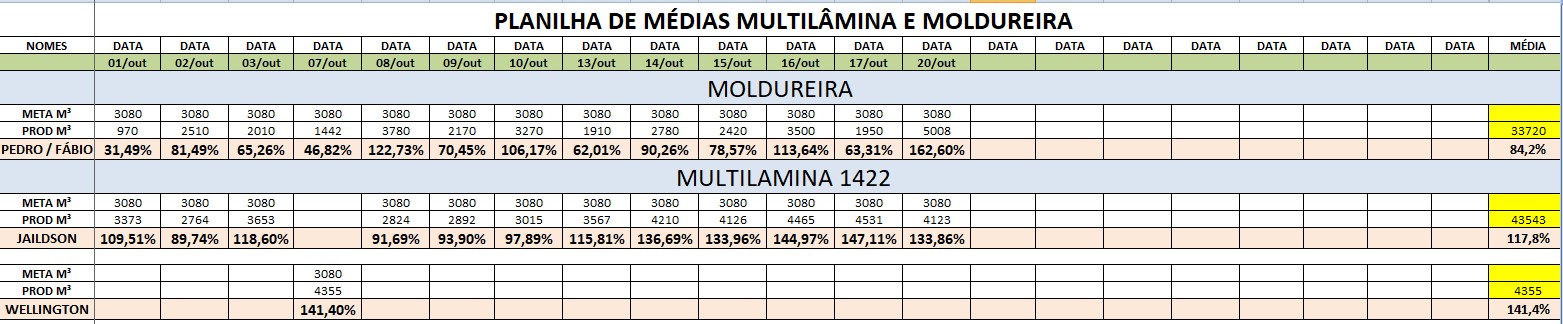 PLANILHA DE MÉDIAS MULTILÂMINA E MOLDUREIRA
NOMES DATA DATA DATA DATA DATA DATA DATA DATA DATA DATA DATA DATA DATA DATA DATA DATA DATA DATA DATA DATA DATA MÉDIA
01/out 02/out 03/out 07/out 08/out 09/out 10/out 13/out 14/out 15/out 16/out 17/out 20/out
MOLDUREIRA
META M³ 3080 3080 3080 3080 3080 3080 3080 3080 3080 3080 3080 3080 3080
PROD M³ 970 2510 2010 1442 3780 2170 3270 1910 2780 2420 3500 1950 5008 33720
PEDRO / FÁBIO 31,49% 81,49% 65,26% 46,82% 122,73% 70,45% 106,17% 62,01% 90,26% 78,57% 113,64% 63,31% 162,60% 84,2%
MULTILAMINA 1422
META M³ 3080 3080 3080 3080 3080 3080 3080 3080 3080 3080 3080 3080
PROD M³ 3373 2764 3653 2824 2892 3015 3567 4210 4126 4465 4531 4123 43543
JAILDSON 109,51% 89,74% 118,60% 91,69% 93,90% 97,89% 115,81% 136,69% 133,96% 144,97% 147,11% 133,86% 117,8%
META M³ 3080
PROD M³ 4355 4355
WELLINGTON 141,40% 141,4%